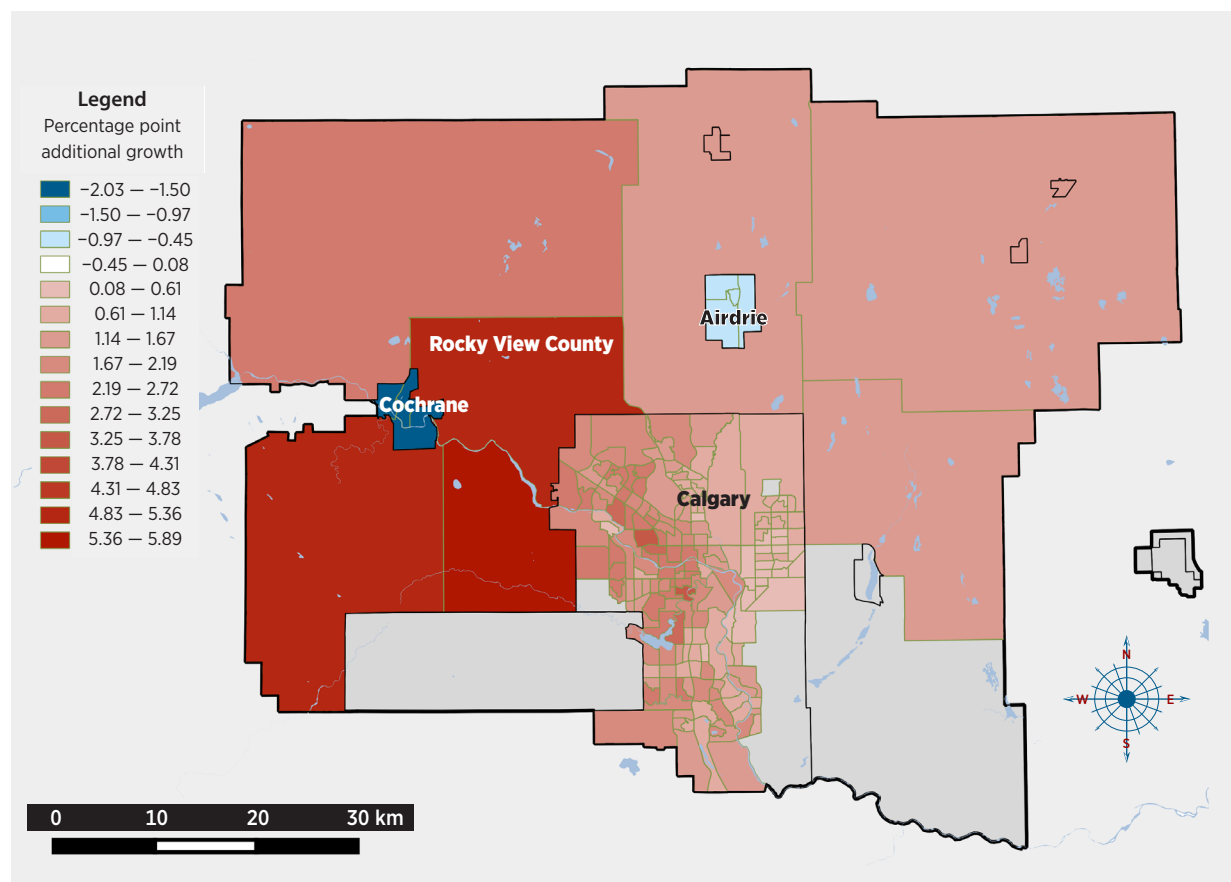 Legend
Percentage point
additional growth
−2.03 — −1.50
−1.50 — −0.97
−0.97 — −0.45
−0.45 — 0.08
0.08 — 0.61
0.61 — 1.14
1.14 — 1.67
1.67 — 2.19
2.19 — 2.72
2.72 — 3.25
3.25 — 3.78
3.78 — 4.31
4.31 — 4.83
4.83 — 5.36
5.36 — 5.89
Airdrie
Rocky View County
Cochrane
Calgary
N
W E
S
0 10 20 30 km